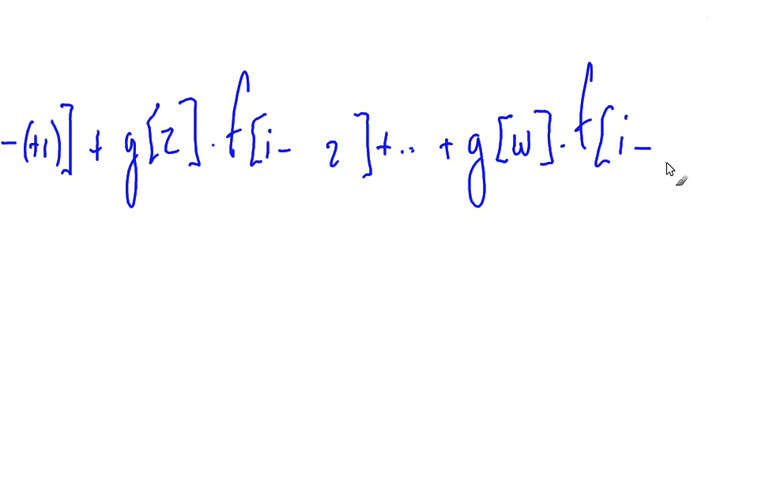 -(+1)] + g[2] · f[i- 2]+.. + g[w] · f[i-